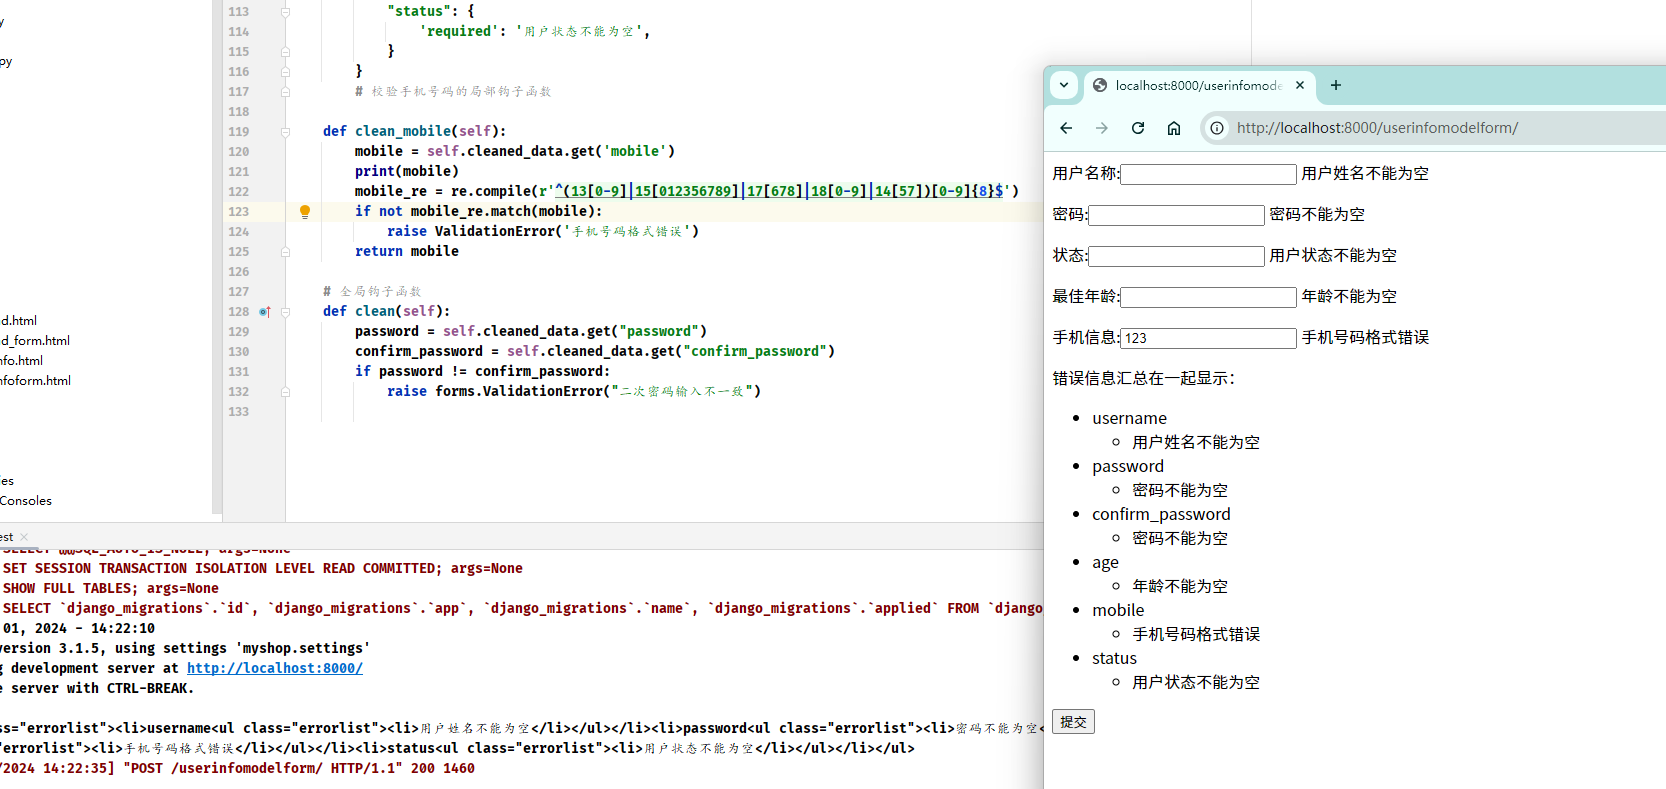 y
py
d.html
d_form.html
nfo.html
nfoform.html
ies
Consoles
113 "status": {
114 'required': '用户状态不能为空',
115 }
116 }
117 # 校验手机号码的局部钩子函数
118
119 def clean_mobile(self):
120 mobile = self.cleaned_data.get('mobile')
121 print(mobile)
122 mobile_re = re.compile(r'^(13[0-9]|15[012356789]|17[678]|18[0-9]|14[57])[0-9]{8}$')
123 if not mobile_re.match(mobile):
124 raise ValidationError('手机号码格式错误')
125 return mobile
126
127 # 全局钩子函数
128 def clean(self):
129 password = self.cleaned_data.get("password")
130 confirm_password = self.cleaned_data.get("confirm_password")
131 if password != confirm_password:
132 raise forms.ValidationError("二次密码输入不一致")
133
est
SELECT @@SQL_AUTO_IS_NULL; args=None
SET SESSION TRANSACTION ISOLATION LEVEL READ COMMITTED; args=None
SHOW FULL TABLES; args=None
SELECT `django_migrations`.`id`, `django_migrations`.`app`, `django_migrations`.`name`, `django_migrations`.`applied` FROM `django
01, 2024 - 14:22:10
version 3.1.5, using settings 'myshop.settings'
g development server at http://localhost:8000/
e server with CTRL-BREAK.
ss="errorlist"><li>username<ul class="errorlist"><li>用户姓名不能为空</li></ul></li><li>password<ul class="errorlist"><li>密码不能为空<
"errorlist"><li>手机号码格式错误</li></ul></li><li>status<ul class="errorlist"><li>用户状态不能为空</li></ul></li></ul>
/2024 14:22:35] "POST /userinfomodelform/ HTTP/1.1" 200 1460
localhost:8000/userinfomode
http://localhost:8000/userinfomodelform/
用户名称: 用户姓名不能为空
密码: 密码不能为空
状态: 用户状态不能为空
最佳年龄: 年龄不能为空
手机信息: 123 手机号码格式错误
错误信息汇总在一起显示：
username
用户姓名不能为空
password
密码不能为空
confirm_password
密码不能为空
age
年龄不能为空
mobile
手机号码格式错误
status
用户状态不能为空
提交